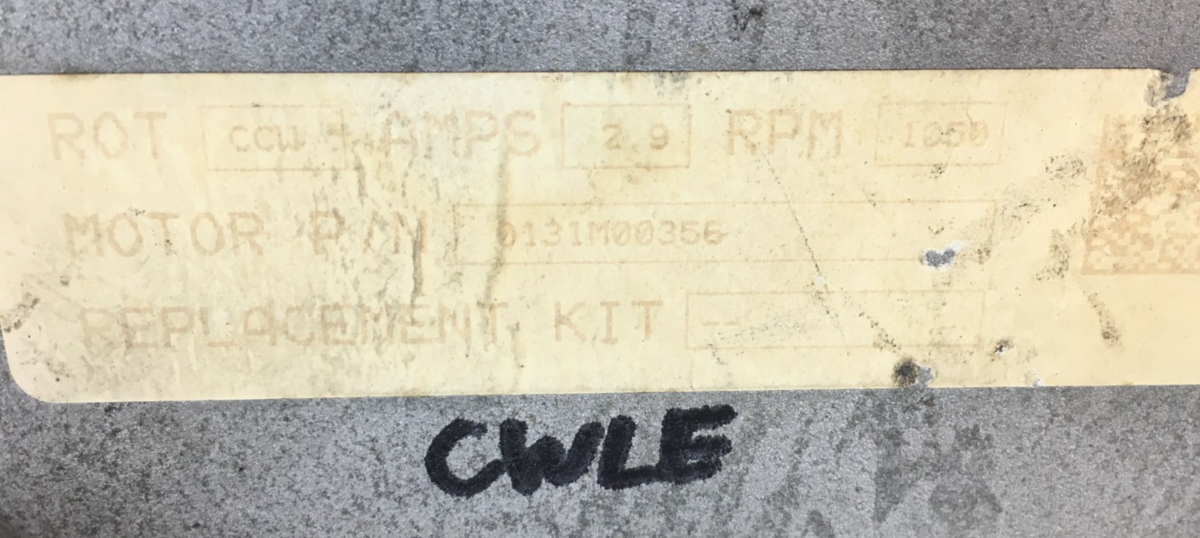 ROT CCW AMPS 2.9 RPM 1050
MOTOR P/N 0131M00356
REPLACEMENT KIT --
CWLE